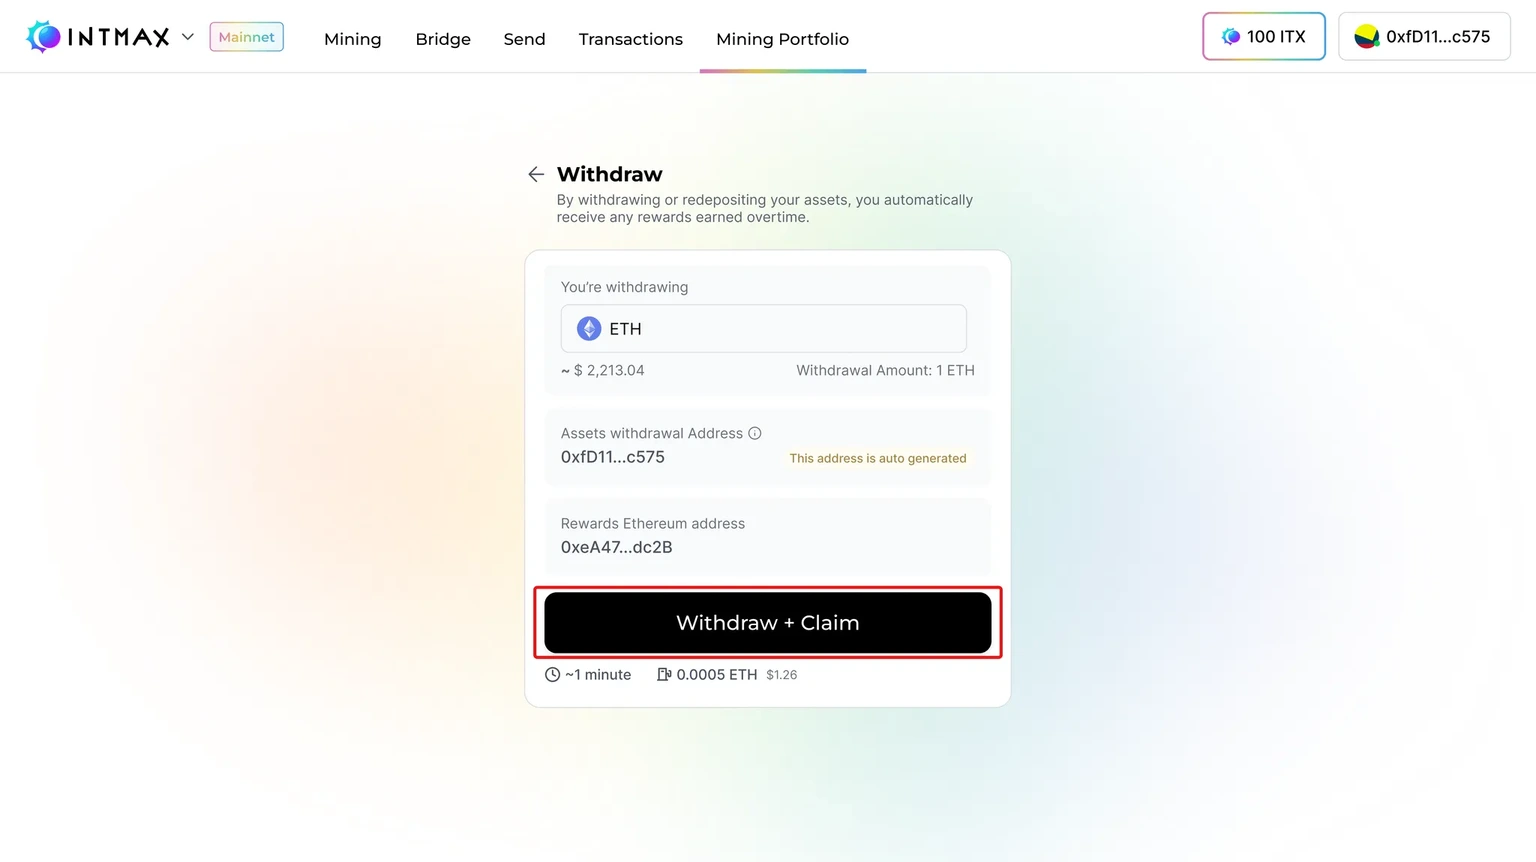 INTMAX
Mainnet
Mining
Bridge
Send
Transactions
Mining Portfolio
100 ITX
0xfD11...c575
Withdraw
By withdrawing or redepositing your assets, you automatically
receive any rewards earned overtime.
You're withdrawing
ETH
~ $ 2,213.04
Withdrawal Amount: 1 ETH
Assets withdrawal Address
0xfD11...c575
This address is auto generated
Rewards Ethereum address
0xeA47...dc2B
Withdraw + Claim
~1 minute
0.0005 ETH $1.26